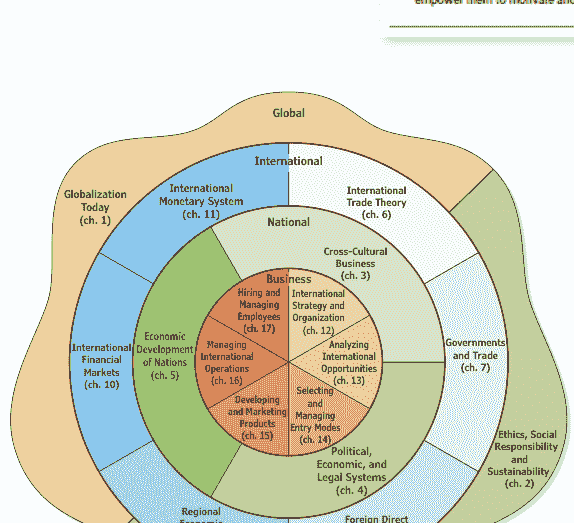 empower them to motivate and
Global
International
Globalization
Today
(ch. 1)
International
Monetary System
(ch. 11)
International
Trade Theory
(ch. 6)
National
Cross-Cultural
Business
(ch. 3)
Business
Hiring and
Managing
Employees
(ch. 17)
International
Strategy and
Organization
(ch. 12)
International
Financial
Markets
(ch. 10)
Economic
Development
of Nations
(ch. 5)
Managing
International
Operations
(ch. 16)
Analyzing
International
Opportunities
(ch. 13)
Governments
and Trade
(ch. 7)
Developing
and Marketing
Products
(ch. 15)
Selecting
and
Managing
Entry Modes
(ch. 14)
Political,
Economic, and
Legal Systems
(ch. 4)
Ethics, Social
Responsibility
and
Sustainability
(ch. 2)
Regional
Foreign Direct